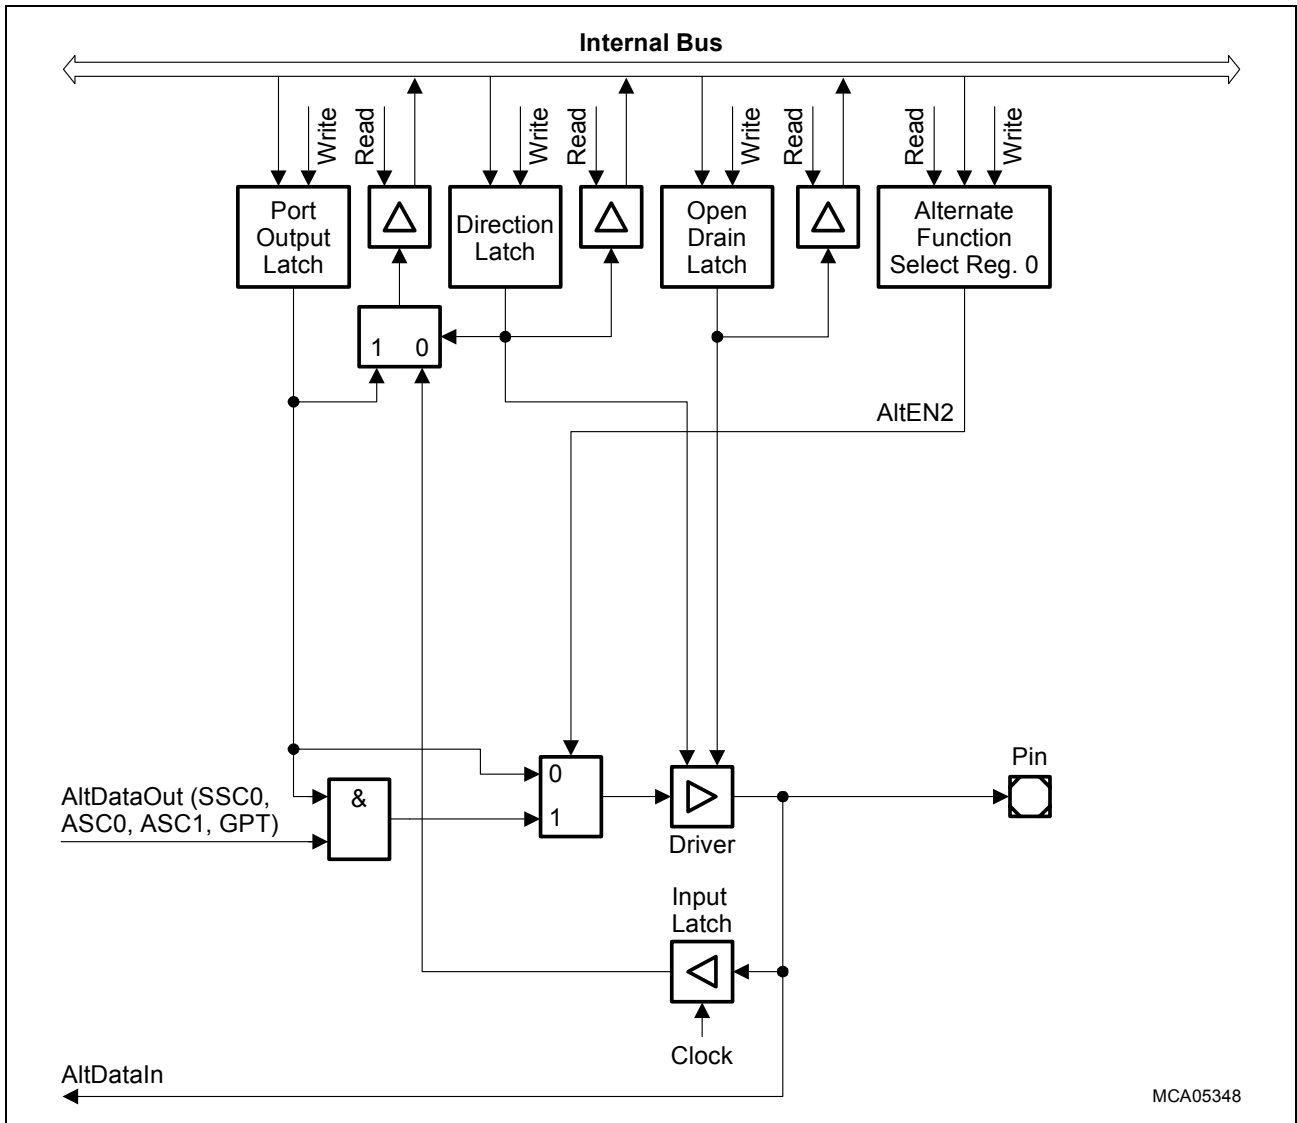 Internal Bus
Write
Read
Write
Read
Write
Read
Read
Write
Port
Output
Latch
Direction
Latch
Open
Drain
Latch
Alternate
Function
Select Reg. 0
1 0
AltEN2
Pin
0
1
&
AltDataOut (SSC0,
ASC0, ASC1, GPT)
Driver
Input
Latch
Clock
AltDataIn
MCA05348